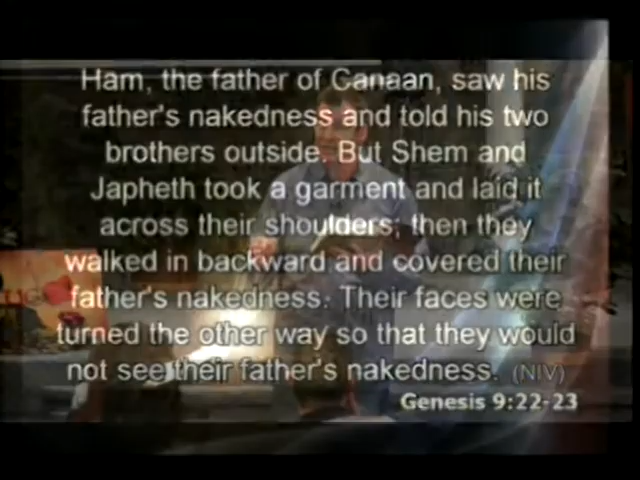 Ham, the father of Canaan, saw his
father's nakedness and told his two
brothers outside. But Shem and
Japheth took a garment and laid it
across their shoulders; then they
walked in backward and covered their
father's nakedness. Their faces were
turned the other way so that they would
not see their father's nakedness. (NIV)
Genesis 9:22-23